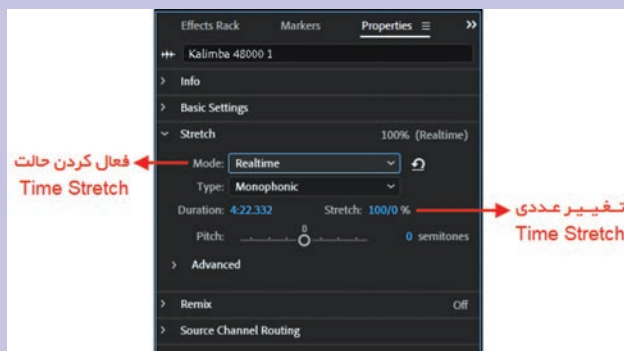 Effects Rack Markers Properties
Kalimba 48000 1
Info
Basic Settings
Stretch 100% (Realtime)
فعال کردن حالت
Time Stretch
Mode: Realtime
Type: Monophonic
Duration: 4:22.332 Stretch: 100/0 %
تـغـیـیـر عـددی
Time Stretch
0
Pitch: 0 semitones
Advanced
Remix Off
Source Channel Routing